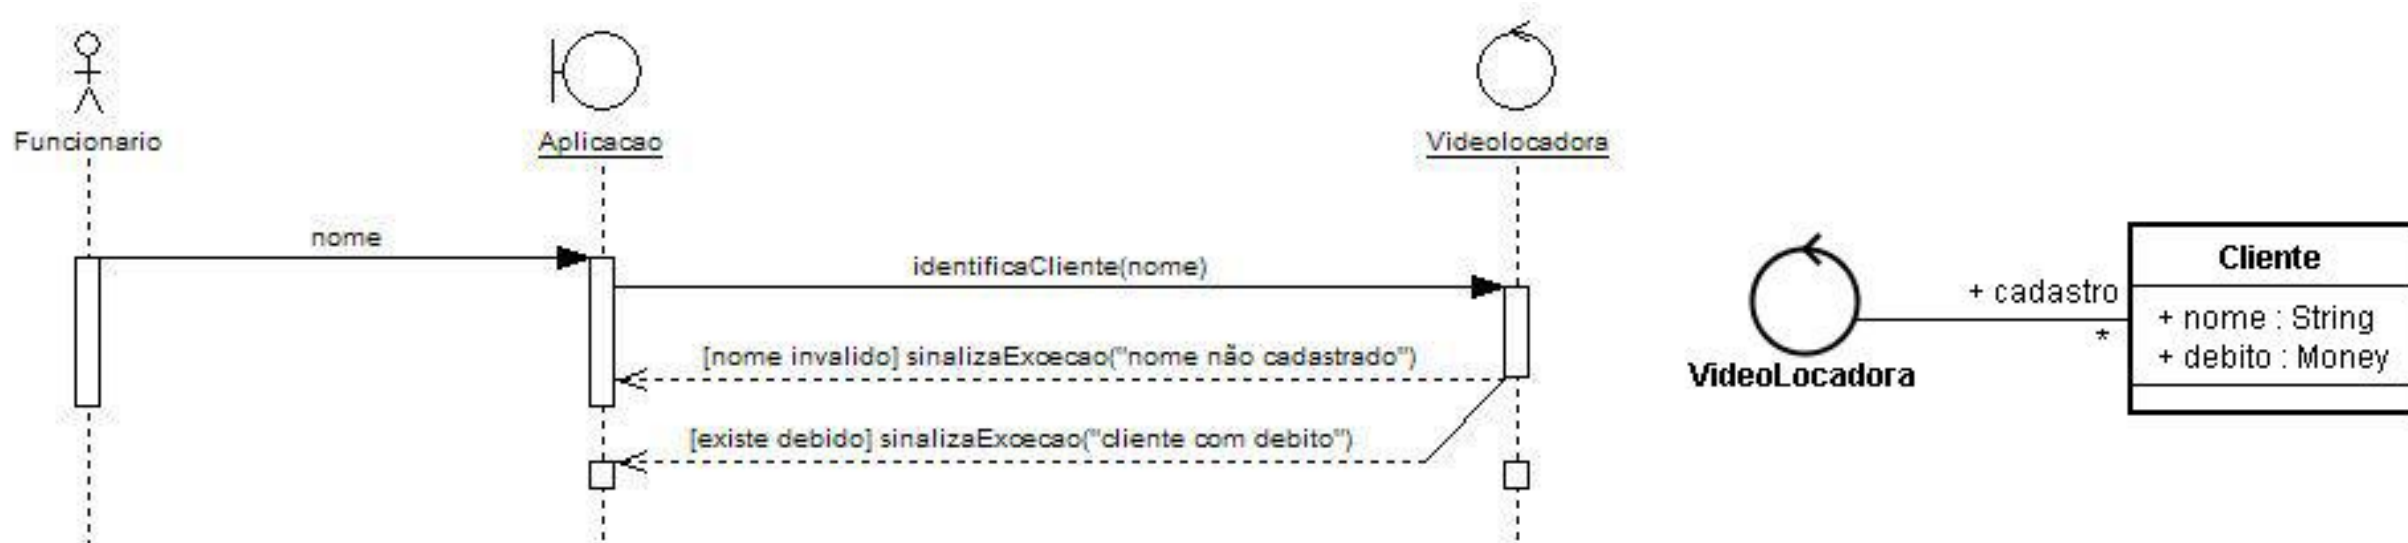 Funcionario
Aplicacao
Videolocadora
nome
identificaCliente(nome)
[nome invalido] sinalizaExcecao("nome não cadastrado")
[existe debido] sinalizaExcecao("cliente com debito")
VideoLocadora
+ cadastro
*
Cliente
+ nome : String
+ debito : Money